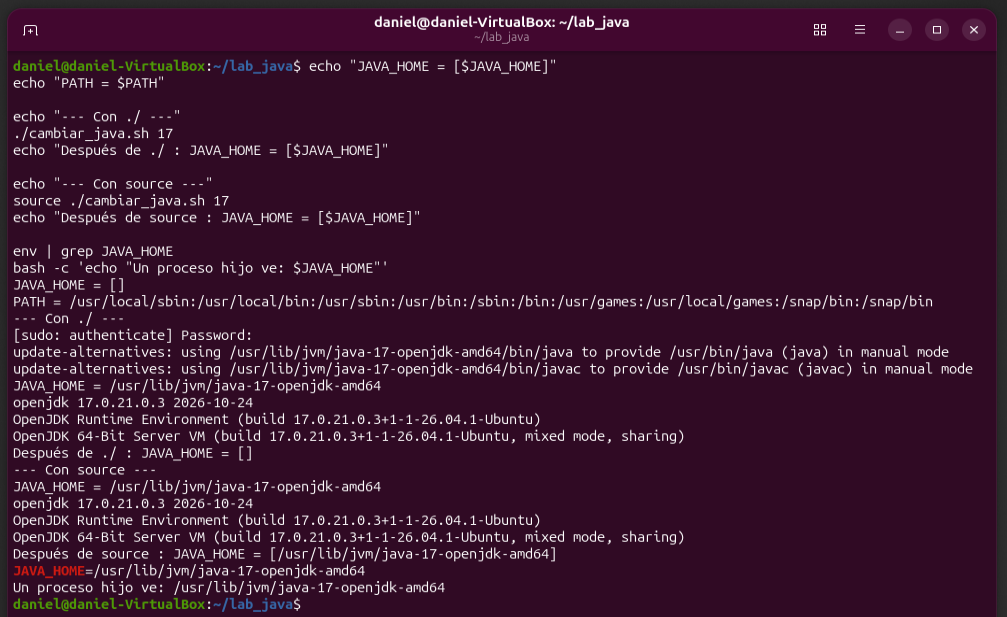 daniel@daniel-VirtualBox: ~/lab_java
~/lab_java
daniel@daniel-VirtualBox:~/lab_java$ echo "JAVA_HOME = [$JAVA_HOME]"
echo "PATH = $PATH"
echo "--- Con ./ ---"
./cambiar_java.sh 17
echo "Después de ./ : JAVA_HOME = [$JAVA_HOME]"
echo "--- Con source ---"
source ./cambiar_java.sh 17
echo "Después de source : JAVA_HOME = [$JAVA_HOME]"
env | grep JAVA_HOME
bash -c 'echo "Un proceso hijo ve: $JAVA_HOME"'
JAVA_HOME = []
PATH = /usr/local/sbin:/usr/local/bin:/usr/sbin:/usr/bin:/sbin:/bin:/usr/games:/usr/local/games:/snap/bin:/snap/bin
--- Con ./ ---
[sudo: authenticate] Password:
update-alternatives: using /usr/lib/jvm/java-17-openjdk-amd64/bin/java to provide /usr/bin/java (java) in manual mode
update-alternatives: using /usr/lib/jvm/java-17-openjdk-amd64/bin/javac to provide /usr/bin/javac (javac) in manual mode
JAVA_HOME = /usr/lib/jvm/java-17-openjdk-amd64
openjdk 17.0.21.0.3 2026-10-24
OpenJDK Runtime Environment (build 17.0.21.0.3+1-1-26.04.1-Ubuntu)
OpenJDK 64-Bit Server VM (build 17.0.21.0.3+1-1-26.04.1-Ubuntu, mixed mode, sharing)
Después de ./ : JAVA_HOME = []
--- Con source ---
JAVA_HOME = /usr/lib/jvm/java-17-openjdk-amd64
openjdk 17.0.21.0.3 2026-10-24
OpenJDK Runtime Environment (build 17.0.21.0.3+1-1-26.04.1-Ubuntu)
OpenJDK 64-Bit Server VM (build 17.0.21.0.3+1-1-26.04.1-Ubuntu, mixed mode, sharing)
Después de source : JAVA_HOME = [/usr/lib/jvm/java-17-openjdk-amd64]
JAVA_HOME=/usr/lib/jvm/java-17-openjdk-amd64
Un proceso hijo ve: /usr/lib/jvm/java-17-openjdk-amd64
daniel@daniel-VirtualBox:~/lab_java$